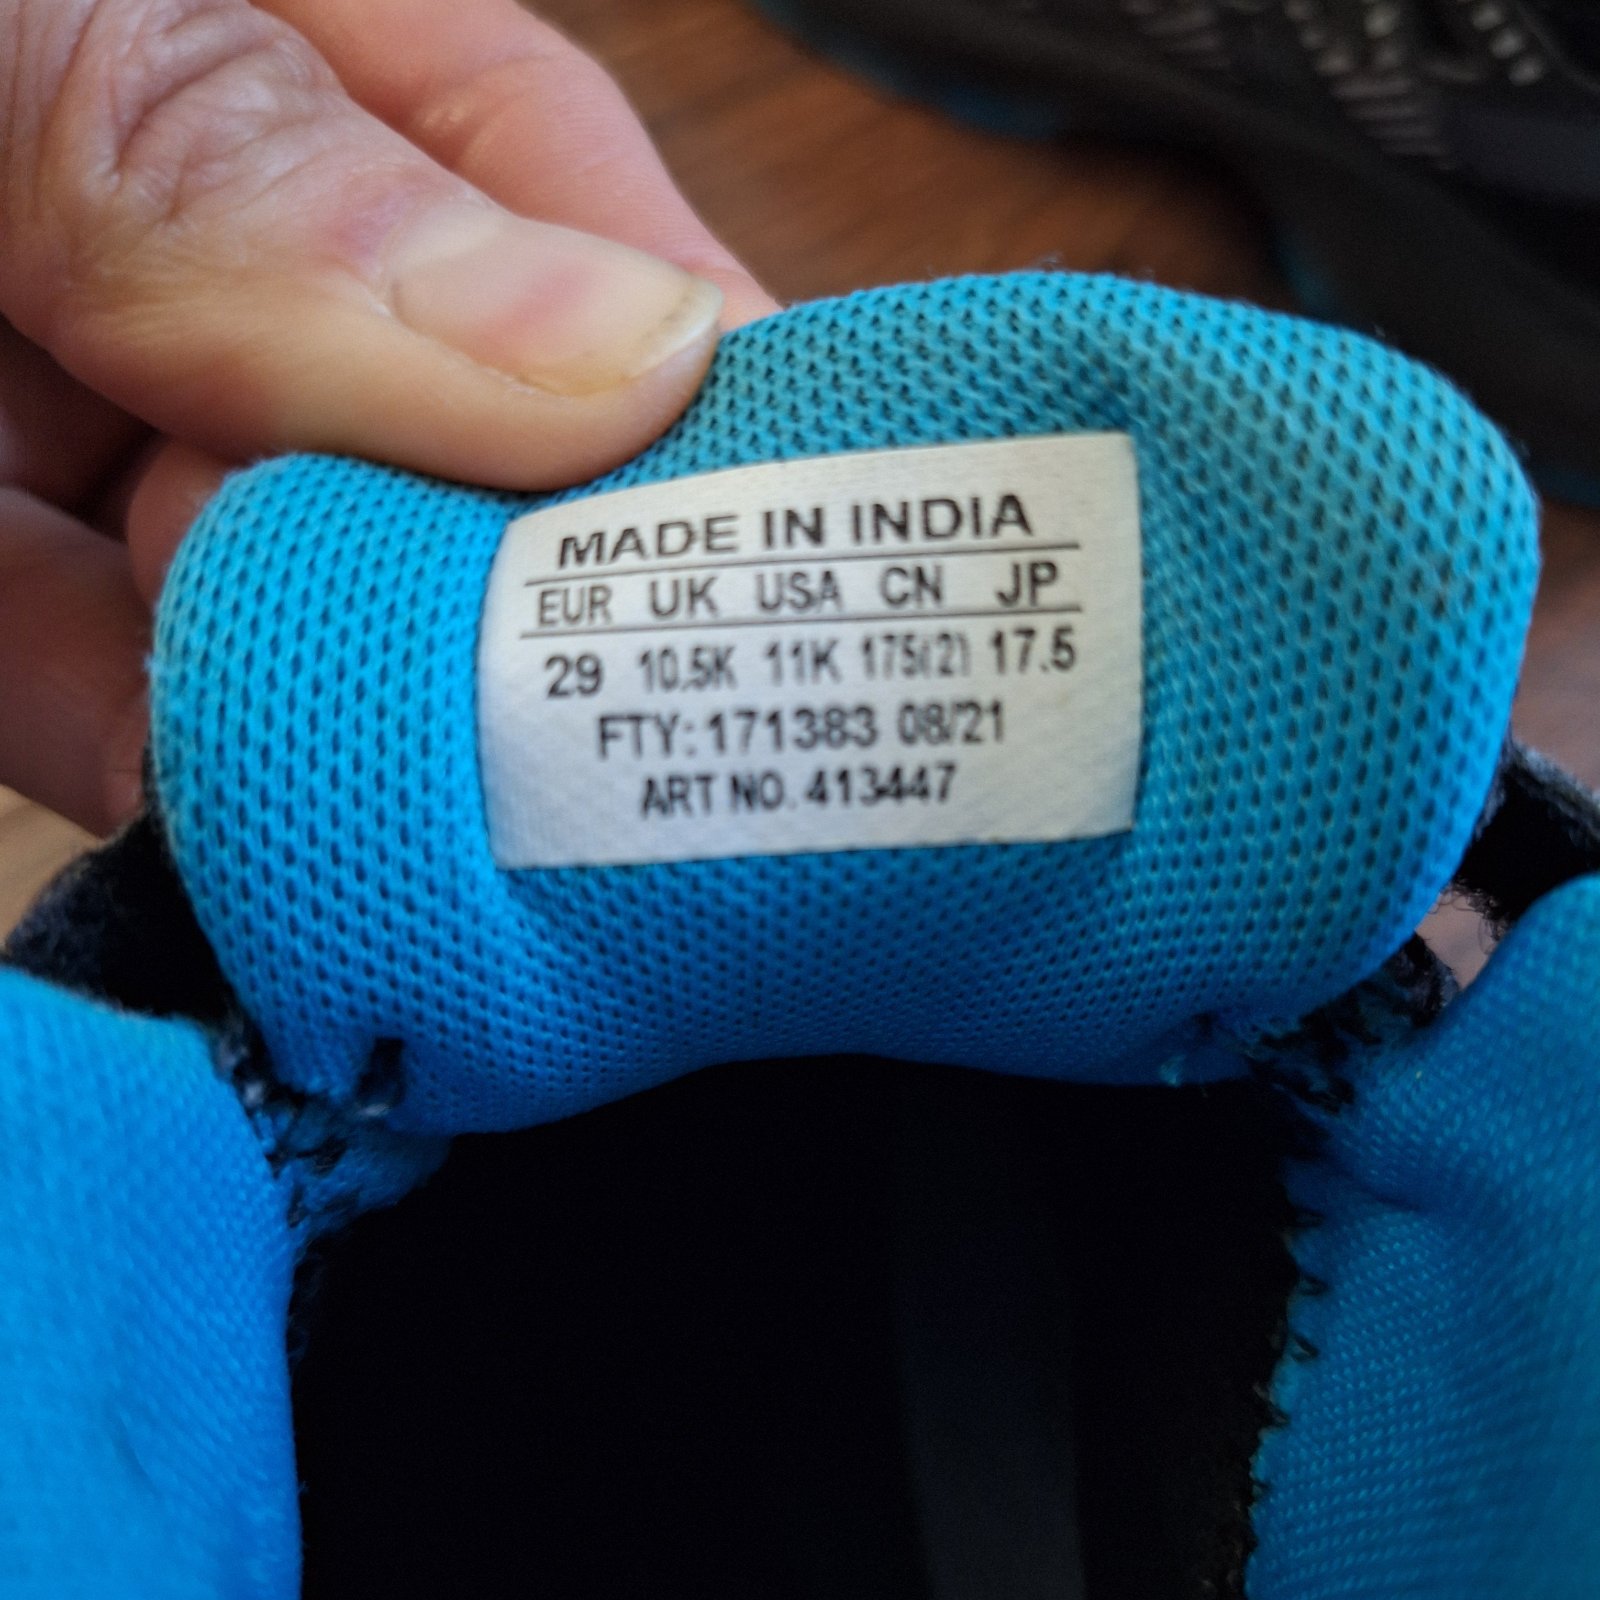 MADE IN INDIA
EUR UK USA CN JP
29 10.5K 11K 175(2) 17.5
FTY: 171383 08/21
ART NO. 413447